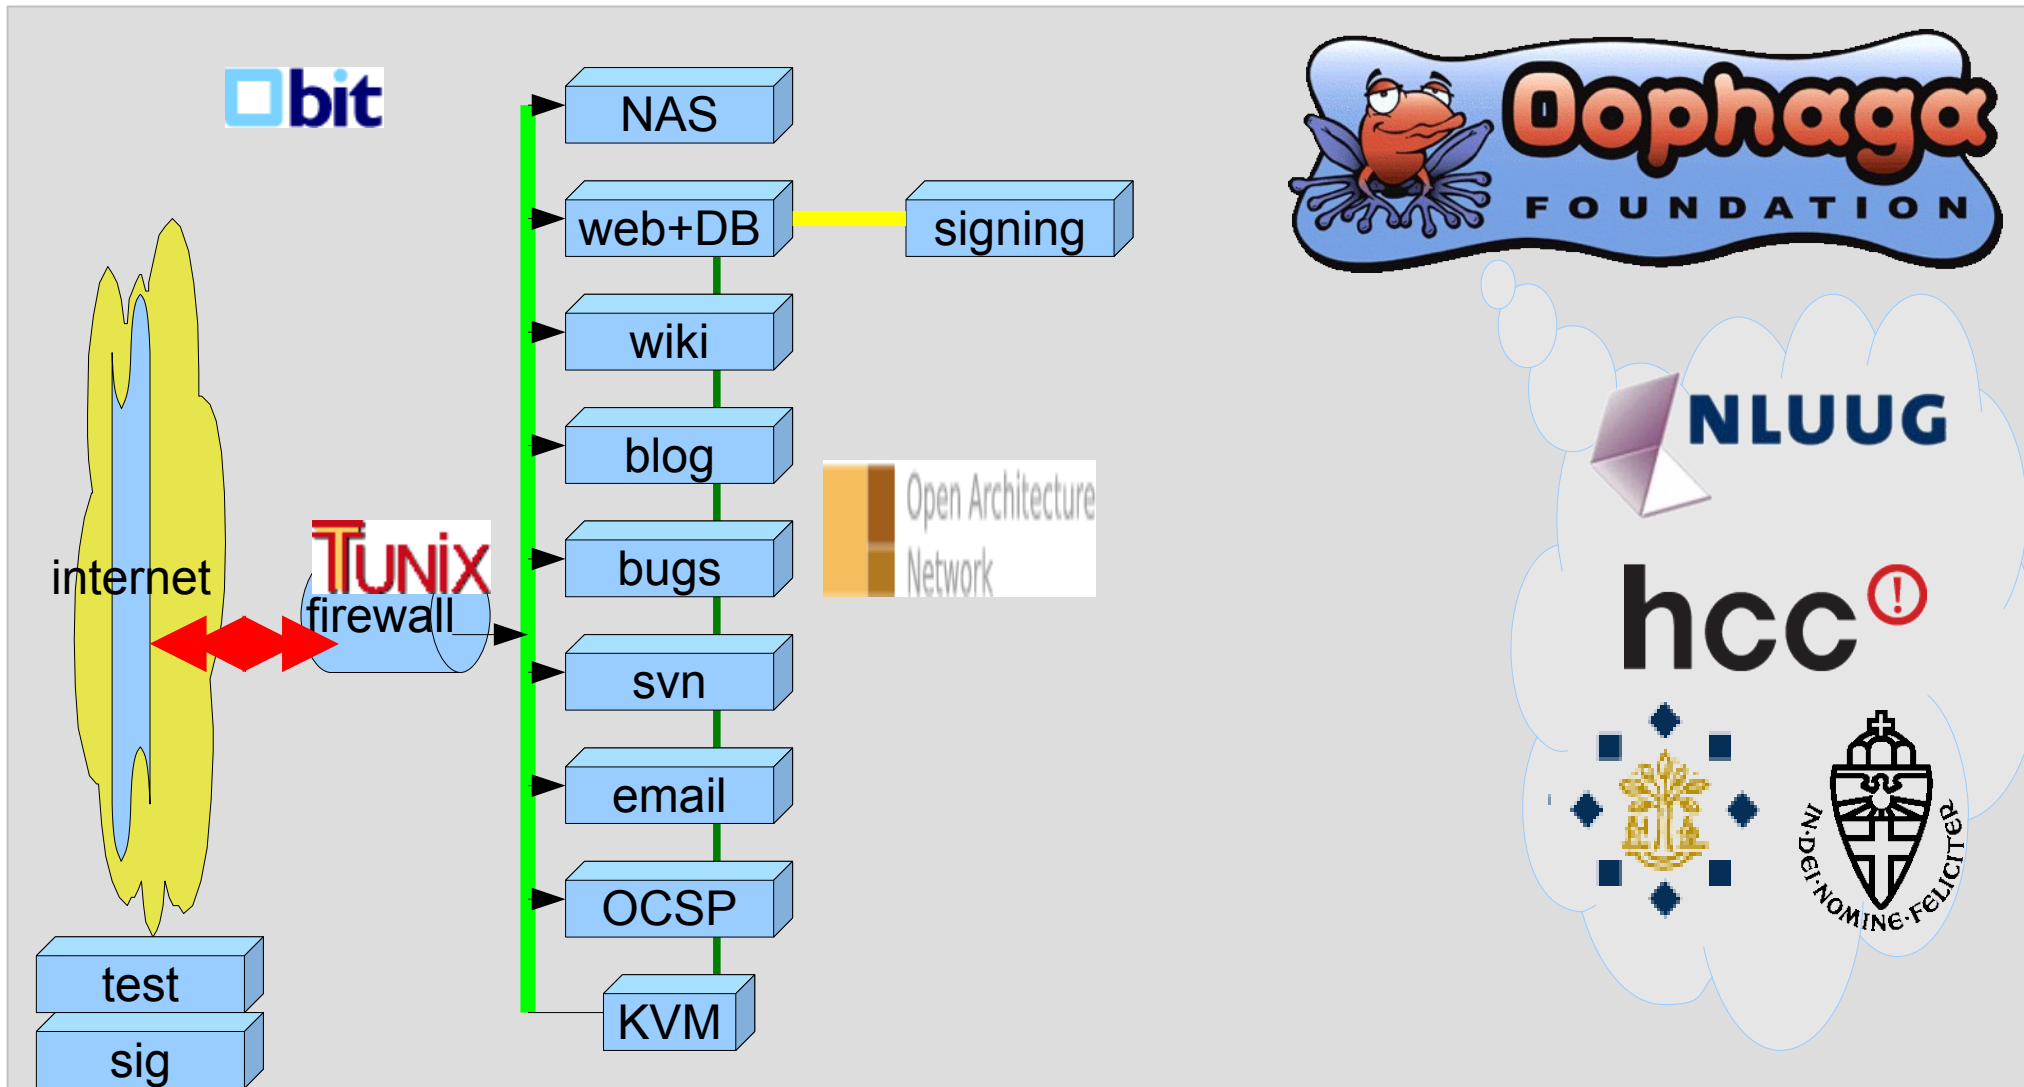 bit
NAS
web+DB
signing
wiki
blog
bugs
svn
email
OCSP
KVM
internet
TUNIX
firewall
test
sig
Open Architecture
Network
Oophaga
FOUNDATION
NLUUG
hcc!
IN·DEI·NOMINE·FELICITER